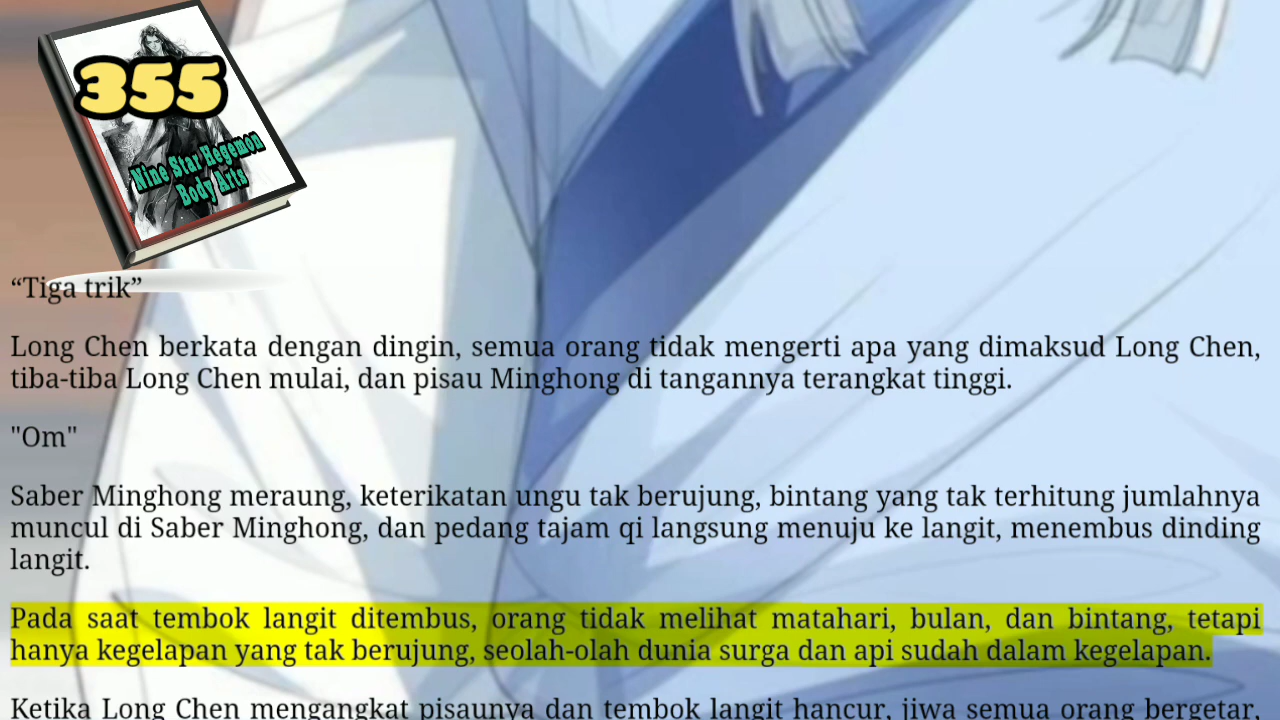 355
Nine Star Hegemon
Body Arts
“Tiga trik”
Long Chen berkata dengan dingin, semua orang tidak mengerti apa yang dimaksud Long Chen,
tiba-tiba Long Chen mulai, dan pisau Minghong di tangannya terangkat tinggi.
"Om"
Saber Minghong meraung, keterikatan ungu tak berujung, bintang yang tak terhitung jumlahnya
muncul di Saber Minghong, dan pedang tajam qi langsung menuju ke langit, menembus dinding
langit.
Pada saat tembok langit ditembus, orang tidak melihat matahari, bulan, dan bintang, tetapi
hanya kegelapan yang tak berujung, seolah-olah dunia surga dan api sudah dalam kegelapan.
Ketika Long Chen mengangkat pisaunya dan tembok langit hancur, jiwa semua orang bergetar,